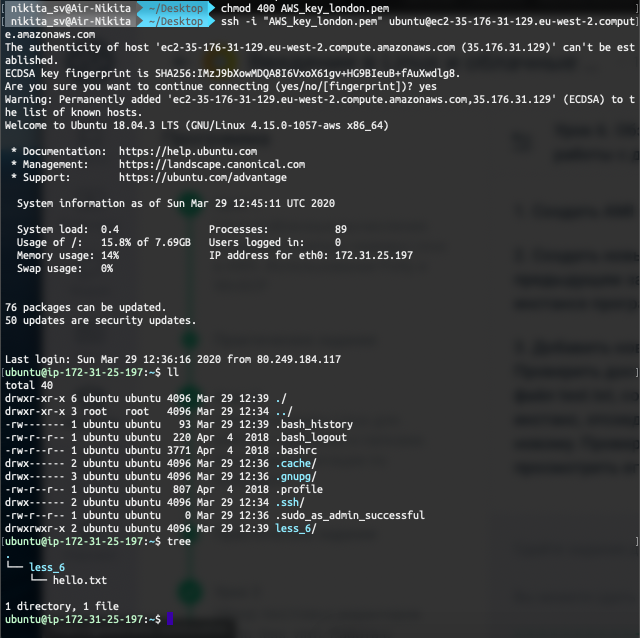 nikita_sv@Air-Nikita ~/Desktop chmod 400 AWS_key_london.pem
nikita_sv@Air-Nikita ~/Desktop ssh -i "AWS_key_london.pem" ubuntu@ec2-35-176-31-129.eu-west-2.comput
e.amazonaws.com
The authenticity of host 'ec2-35-176-31-129.eu-west-2.compute.amazonaws.com (35.176.31.129)' can't be est
ablished.
ECDSA key fingerprint is SHA256:IMzJ9bXowMDQA8I6VxoX61gv+HG9BIeuB+fAuXwdlg8.
Are you sure you want to continue connecting (yes/no/[fingerprint])? yes
Warning: Permanently added 'ec2-35-176-31-129.eu-west-2.compute.amazonaws.com,35.176.31.129' (ECDSA) to t
he list of known hosts.
Welcome to Ubuntu 18.04.3 LTS (GNU/Linux 4.15.0-1057-aws x86_64)
* Documentation: https://help.ubuntu.com
* Management: https://landscape.canonical.com
* Support: https://ubuntu.com/advantage
System information as of Sun Mar 29 12:45:11 UTC 2020
System load: 0.4 Processes: 89
Usage of /: 15.8% of 7.69GB Users logged in: 0
Memory usage: 14% IP address for eth0: 172.31.25.197
Swap usage: 0%
76 packages can be updated.
50 updates are security updates.
Last login: Sun Mar 29 12:36:16 2020 from 80.249.184.117
ubuntu@ip-172-31-25-197:~$ ll
total 40
drwxr-xr-x 6 ubuntu ubuntu 4096 Mar 29 12:39 ./
drwxr-xr-x 3 root root 4096 Mar 29 12:34 ../
-rw------- 1 ubuntu ubuntu 93 Mar 29 12:39 .bash_history
-rw-r--r-- 1 ubuntu ubuntu 220 Apr 4 2018 .bash_logout
-rw-r--r-- 1 ubuntu ubuntu 3771 Apr 4 2018 .bashrc
drwx------ 2 ubuntu ubuntu 4096 Mar 29 12:36 .cache/
drwx------ 3 ubuntu ubuntu 4096 Mar 29 12:36 .gnupg/
-rw-r--r-- 1 ubuntu ubuntu 807 Apr 4 2018 .profile
drwx------ 2 ubuntu ubuntu 4096 Mar 29 12:34 .ssh/
-rw-r--r-- 1 ubuntu ubuntu 0 Mar 29 12:36 .sudo_as_admin_successful
drwxrwxr-x 2 ubuntu ubuntu 4096 Mar 29 12:39 less_6/
ubuntu@ip-172-31-25-197:~$ tree
.
└── less_6
    └── hello.txt
1 directory, 1 file
ubuntu@ip-172-31-25-197:~$